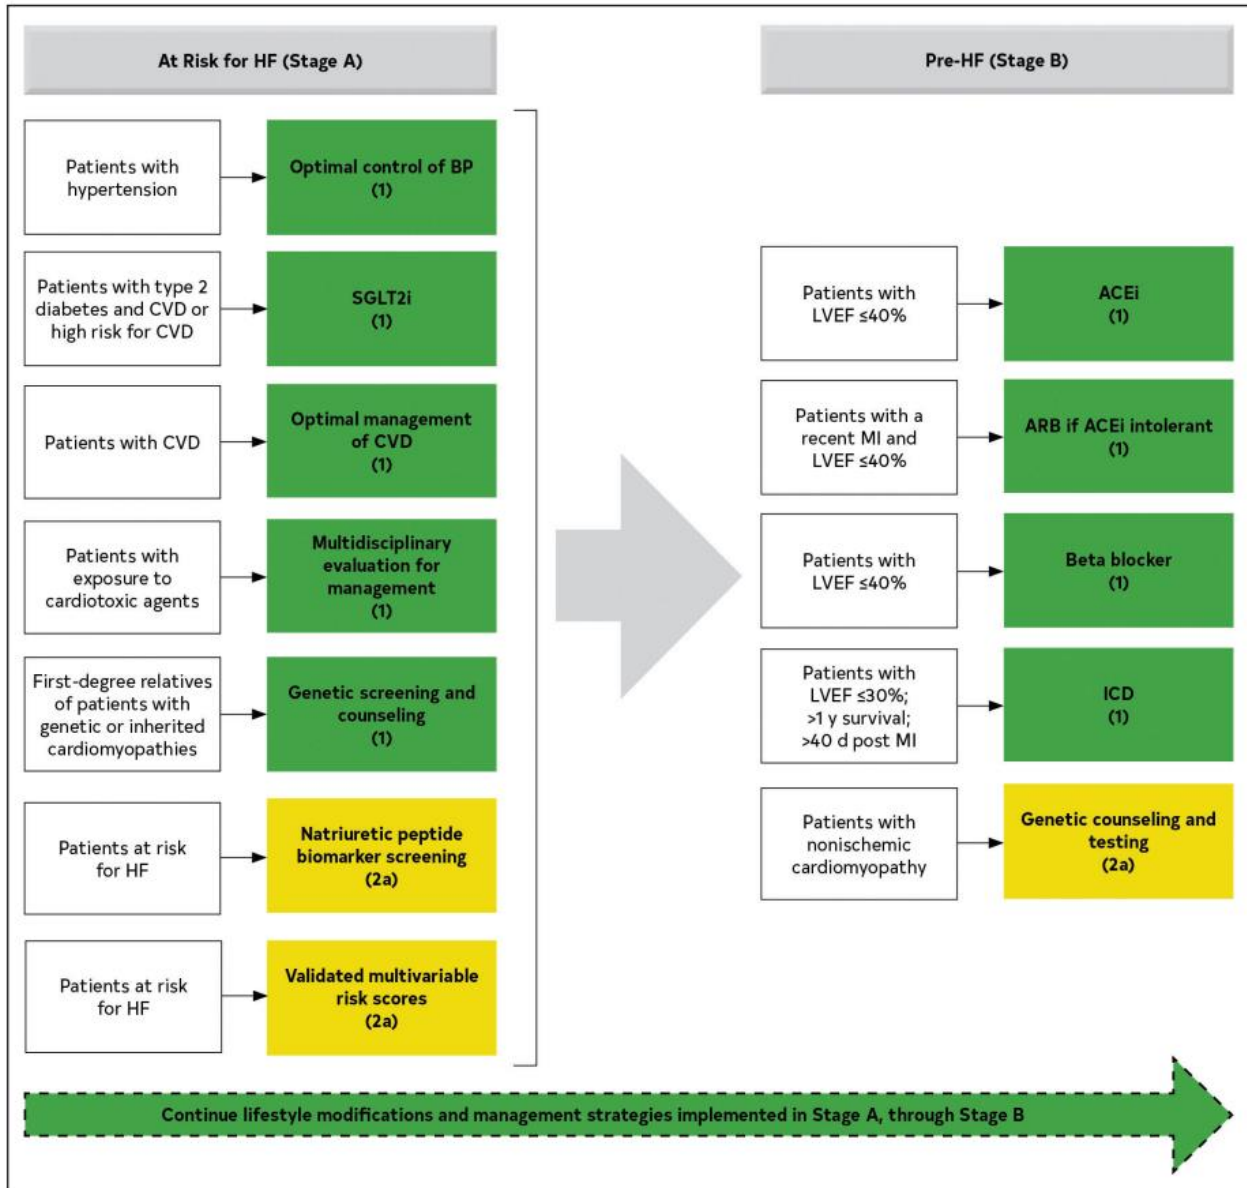 At Risk for HF (Stage A)
Patients with
hypertension
Optimal control of BP
(1)
Patients with type 2
diabetes and CVD or
high risk for CVD
SGLT2i
(1)
Patients with CVD
Optimal management
of CVD
(1)
Patients with
exposure to
cardiotoxic agents
Multidisciplinary
evaluation for
management
(1)
First-degree relatives
of patients with
genetic or inherited
cardiomyopathies
Genetic screening and
counseling
(1)
Patients at risk
for HF
Natriuretic peptide
biomarker screening
(2a)
Patients at risk
for HF
Validated multivariable
risk scores
(2a)
Pre-HF (Stage B)
Patients with
LVEF ≤40%
ACEi
(1)
Patients with a
recent MI and
LVEF ≤40%
ARB if ACEi intolerant
(1)
Patients with
LVEF ≤40%
Beta blocker
(1)
Patients with
LVEF ≤30%;
>1 y survival;
>40 d post MI
ICD
(1)
Patients with
nonischemic
cardiomyopathy
Genetic counseling and
testing
(2a)
Continue lifestyle modifications and management strategies implemented in Stage A, through Stage B